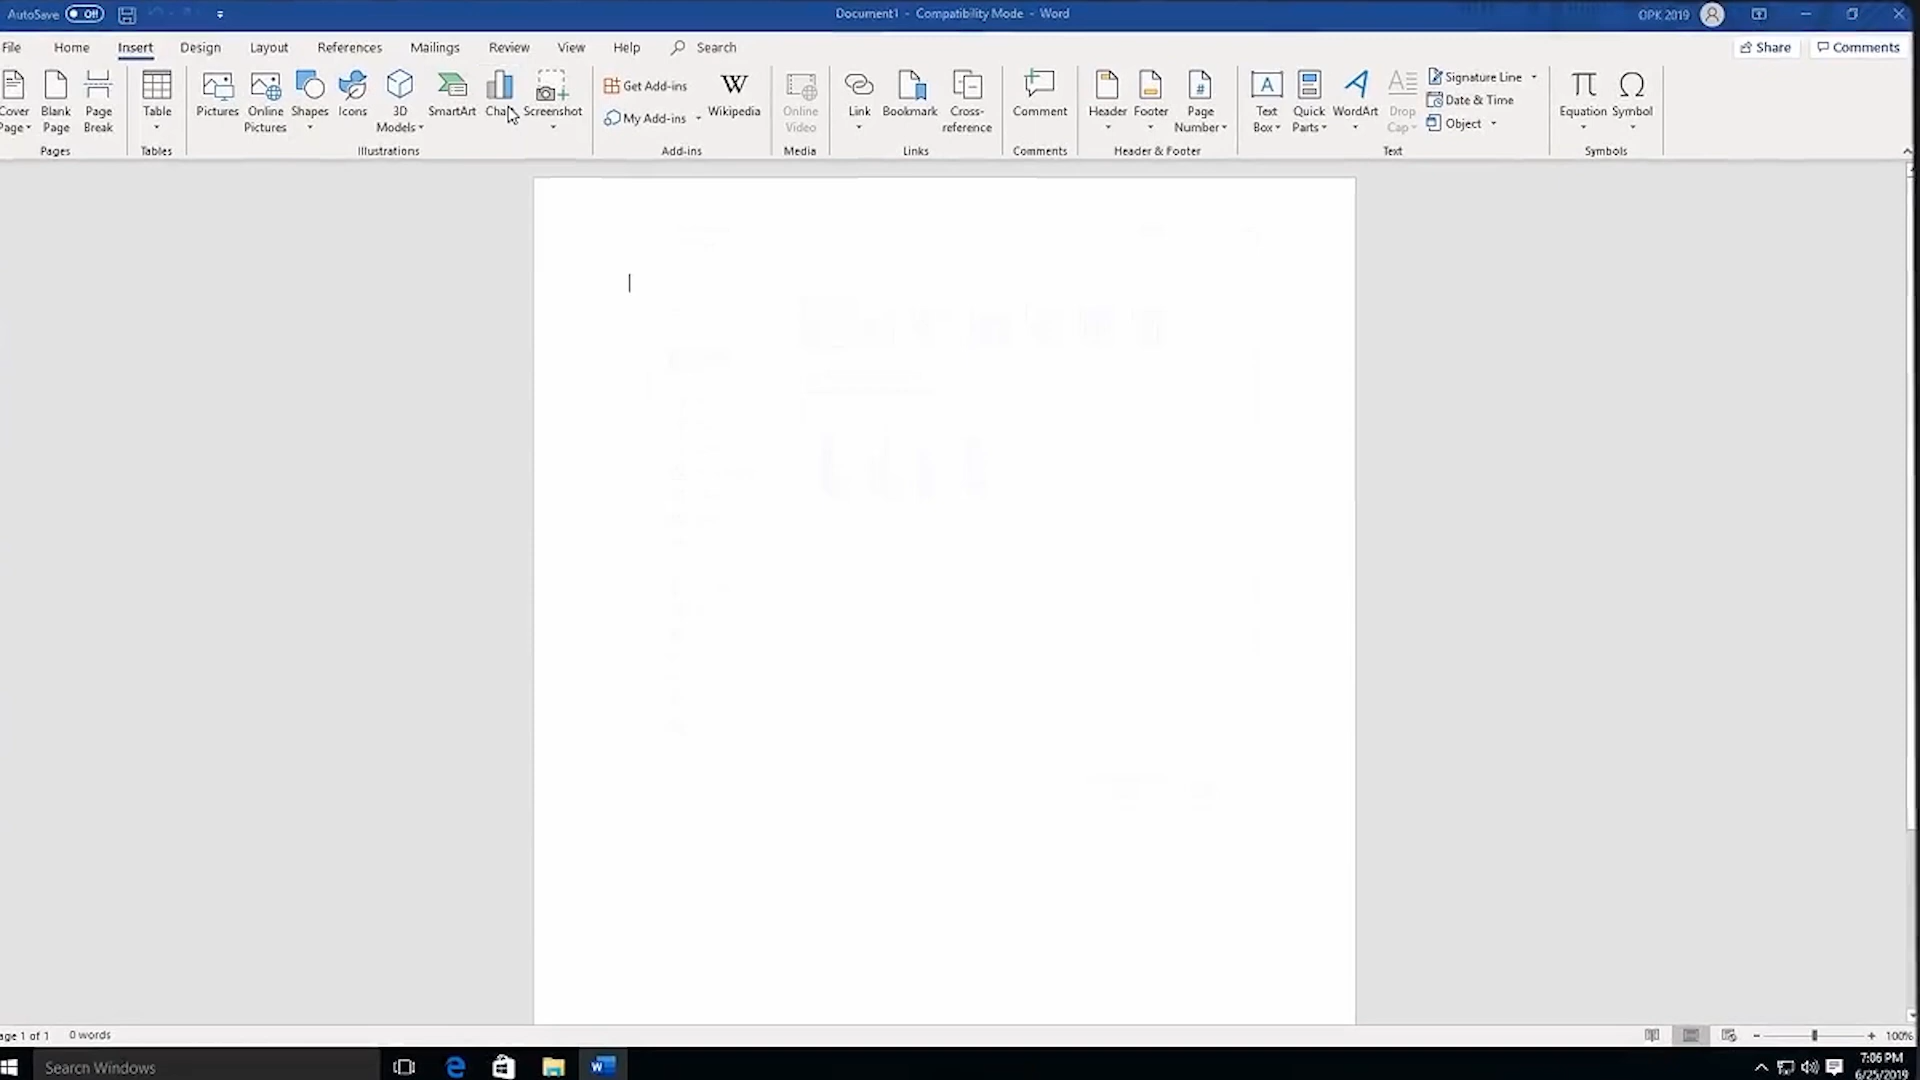 AutoSave Off
Document1 - Compatibility Mode - Word
OPK 2019
File Home Insert Design Layout References Mailings Review View Help Search
Share Comments
Cover Page
Blank Page
Page Break
Pages
Table
Tables
Pictures
Online Pictures
Shapes
Icons
3D Models
SmartArt
Screenshot
Illustrations
Get Add-ins
My Add-ins
W
Wikipedia
Add-ins
Online Video
Media
Link
Bookmark
Cross-reference
Links
Comment
Comments
Header
Footer
#
Page Number
Header & Footer
A
Text Box
Quick Parts
A
WordArt
Drop Cap
Signature Line
Date & Time
Object
Text
π
Equation
Ω
Symbol
Symbols
age 1 of 1 0 words
100%
Search Windows
7:06 PM
6/25/2019